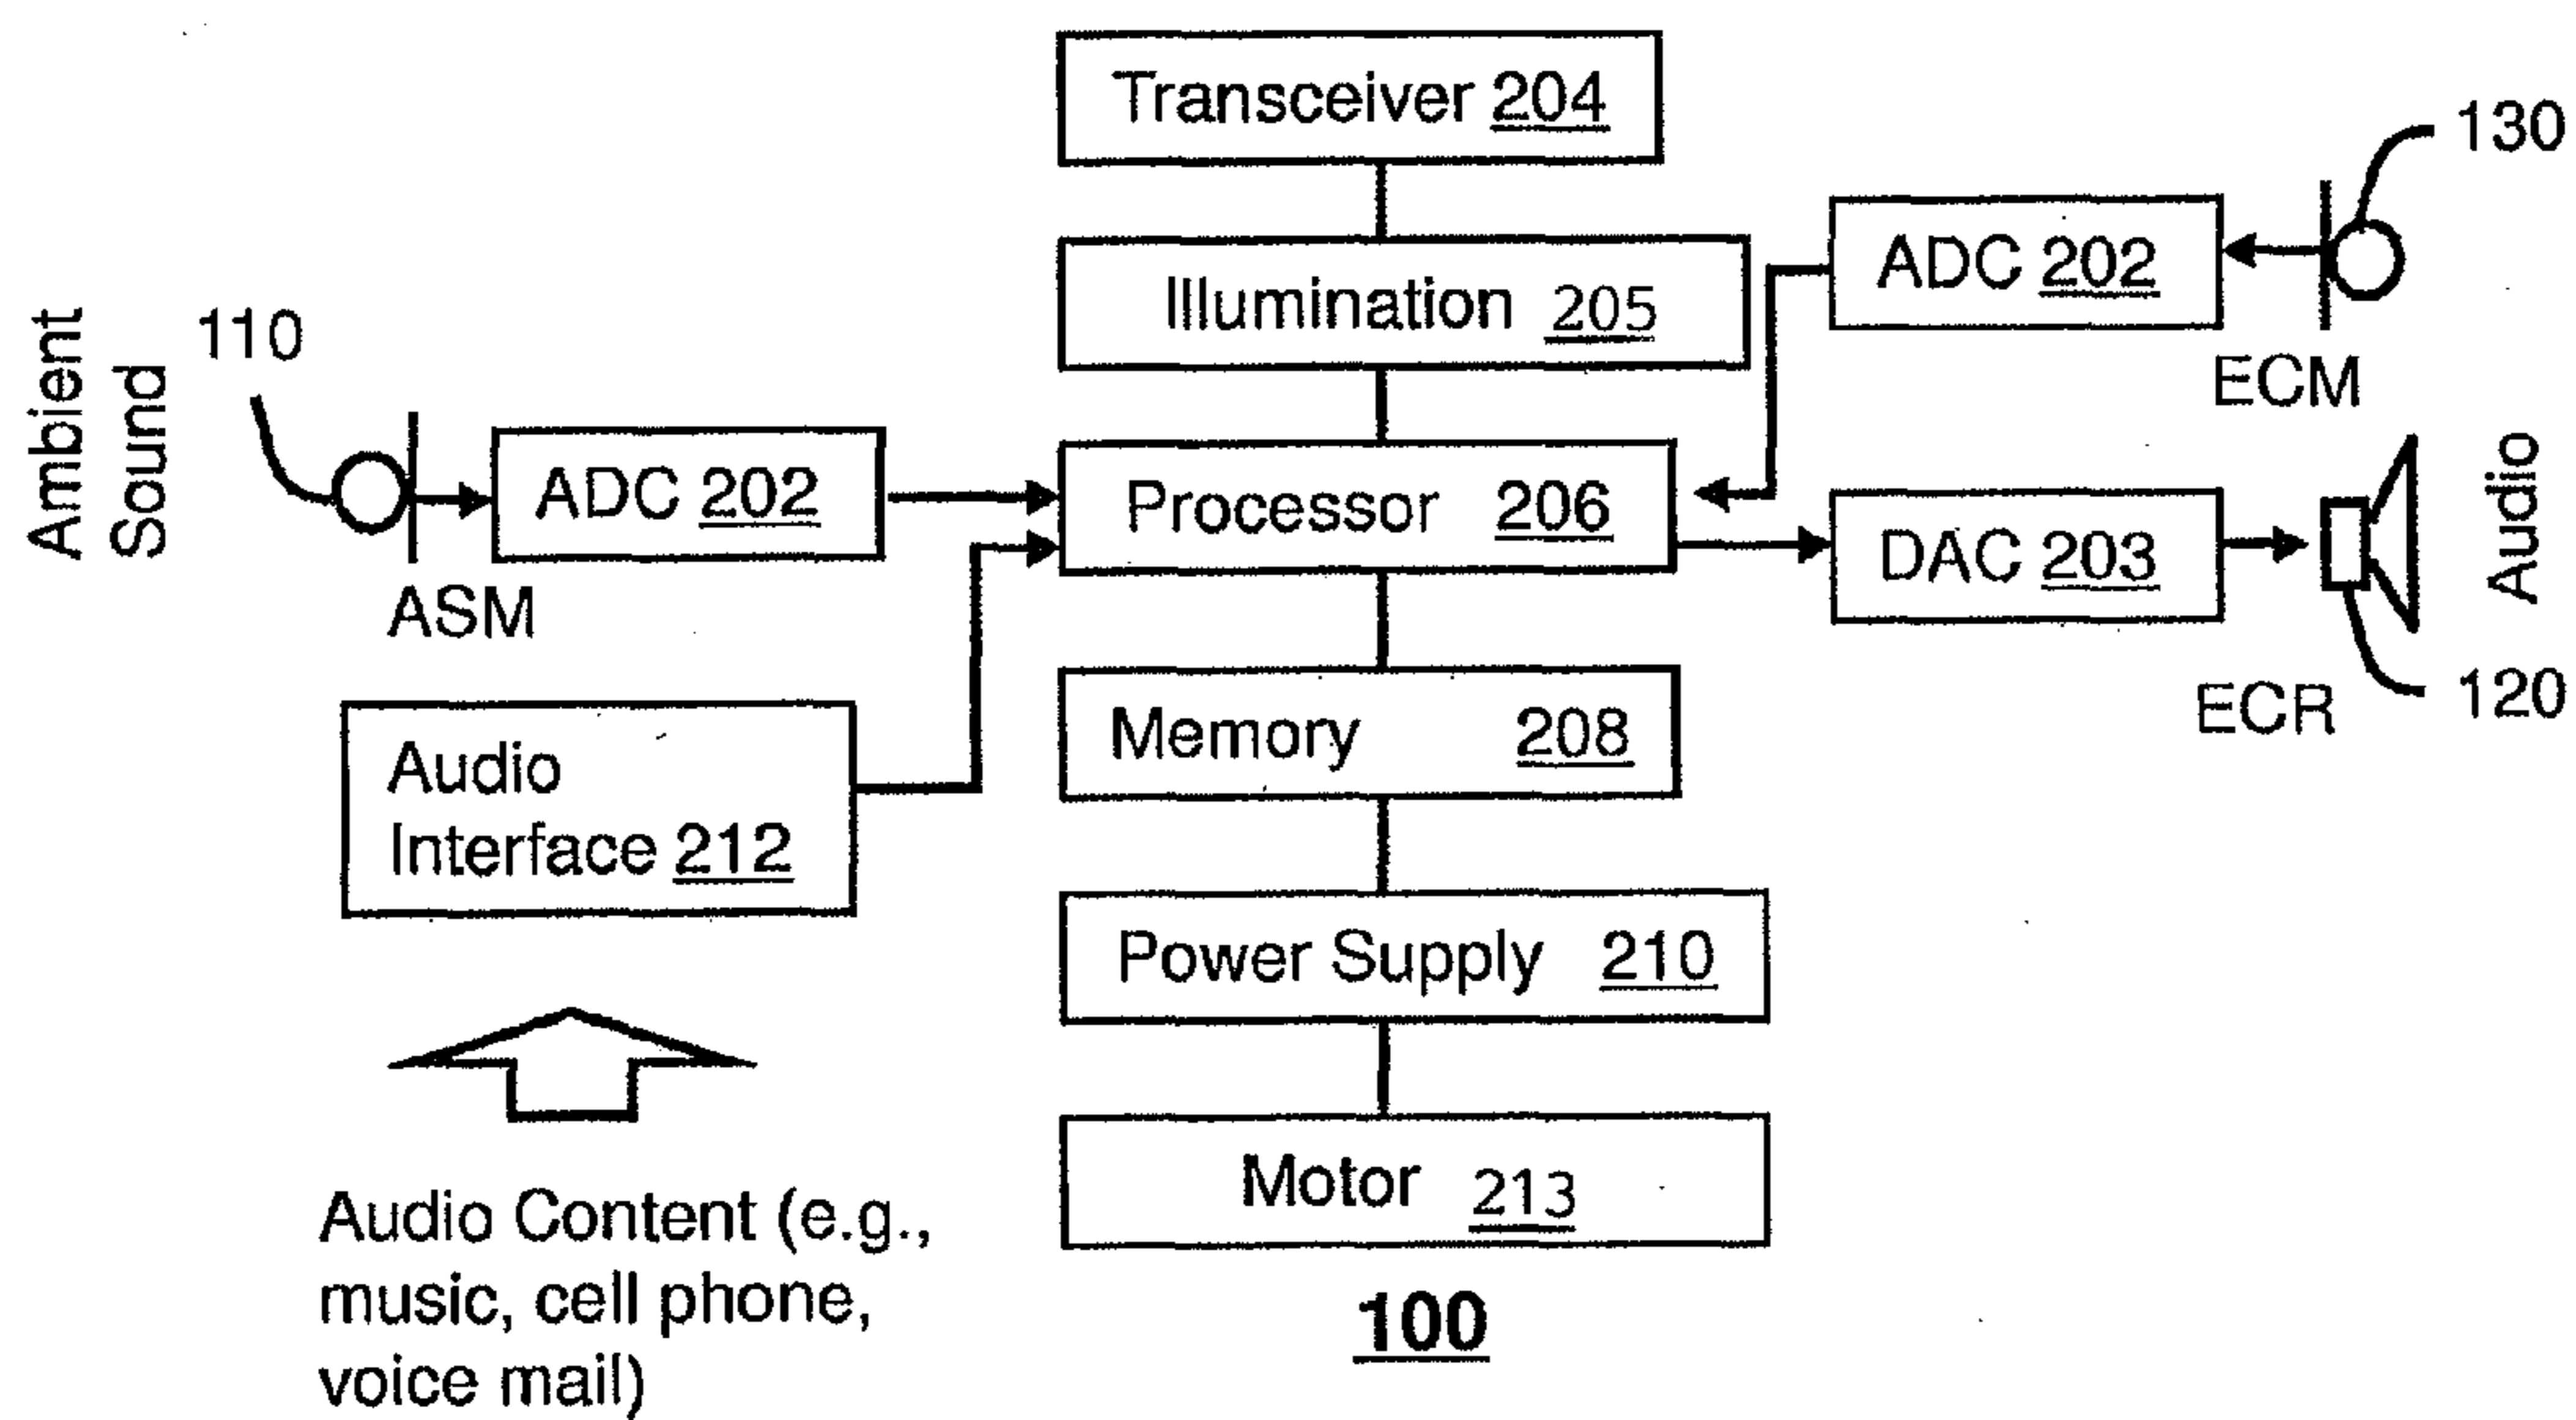 Transceiver 204
130
Illumination 205
ADC 202
ECM
Ambient
Sound
110
ADC 202
ASM
Processor 206
DAC 203
Audio
ECR
120
Memory 208
Audio
Interface 212
Power Supply 210
Motor 213
Audio Content (e.g.,
music, cell phone,
voice mail)
100